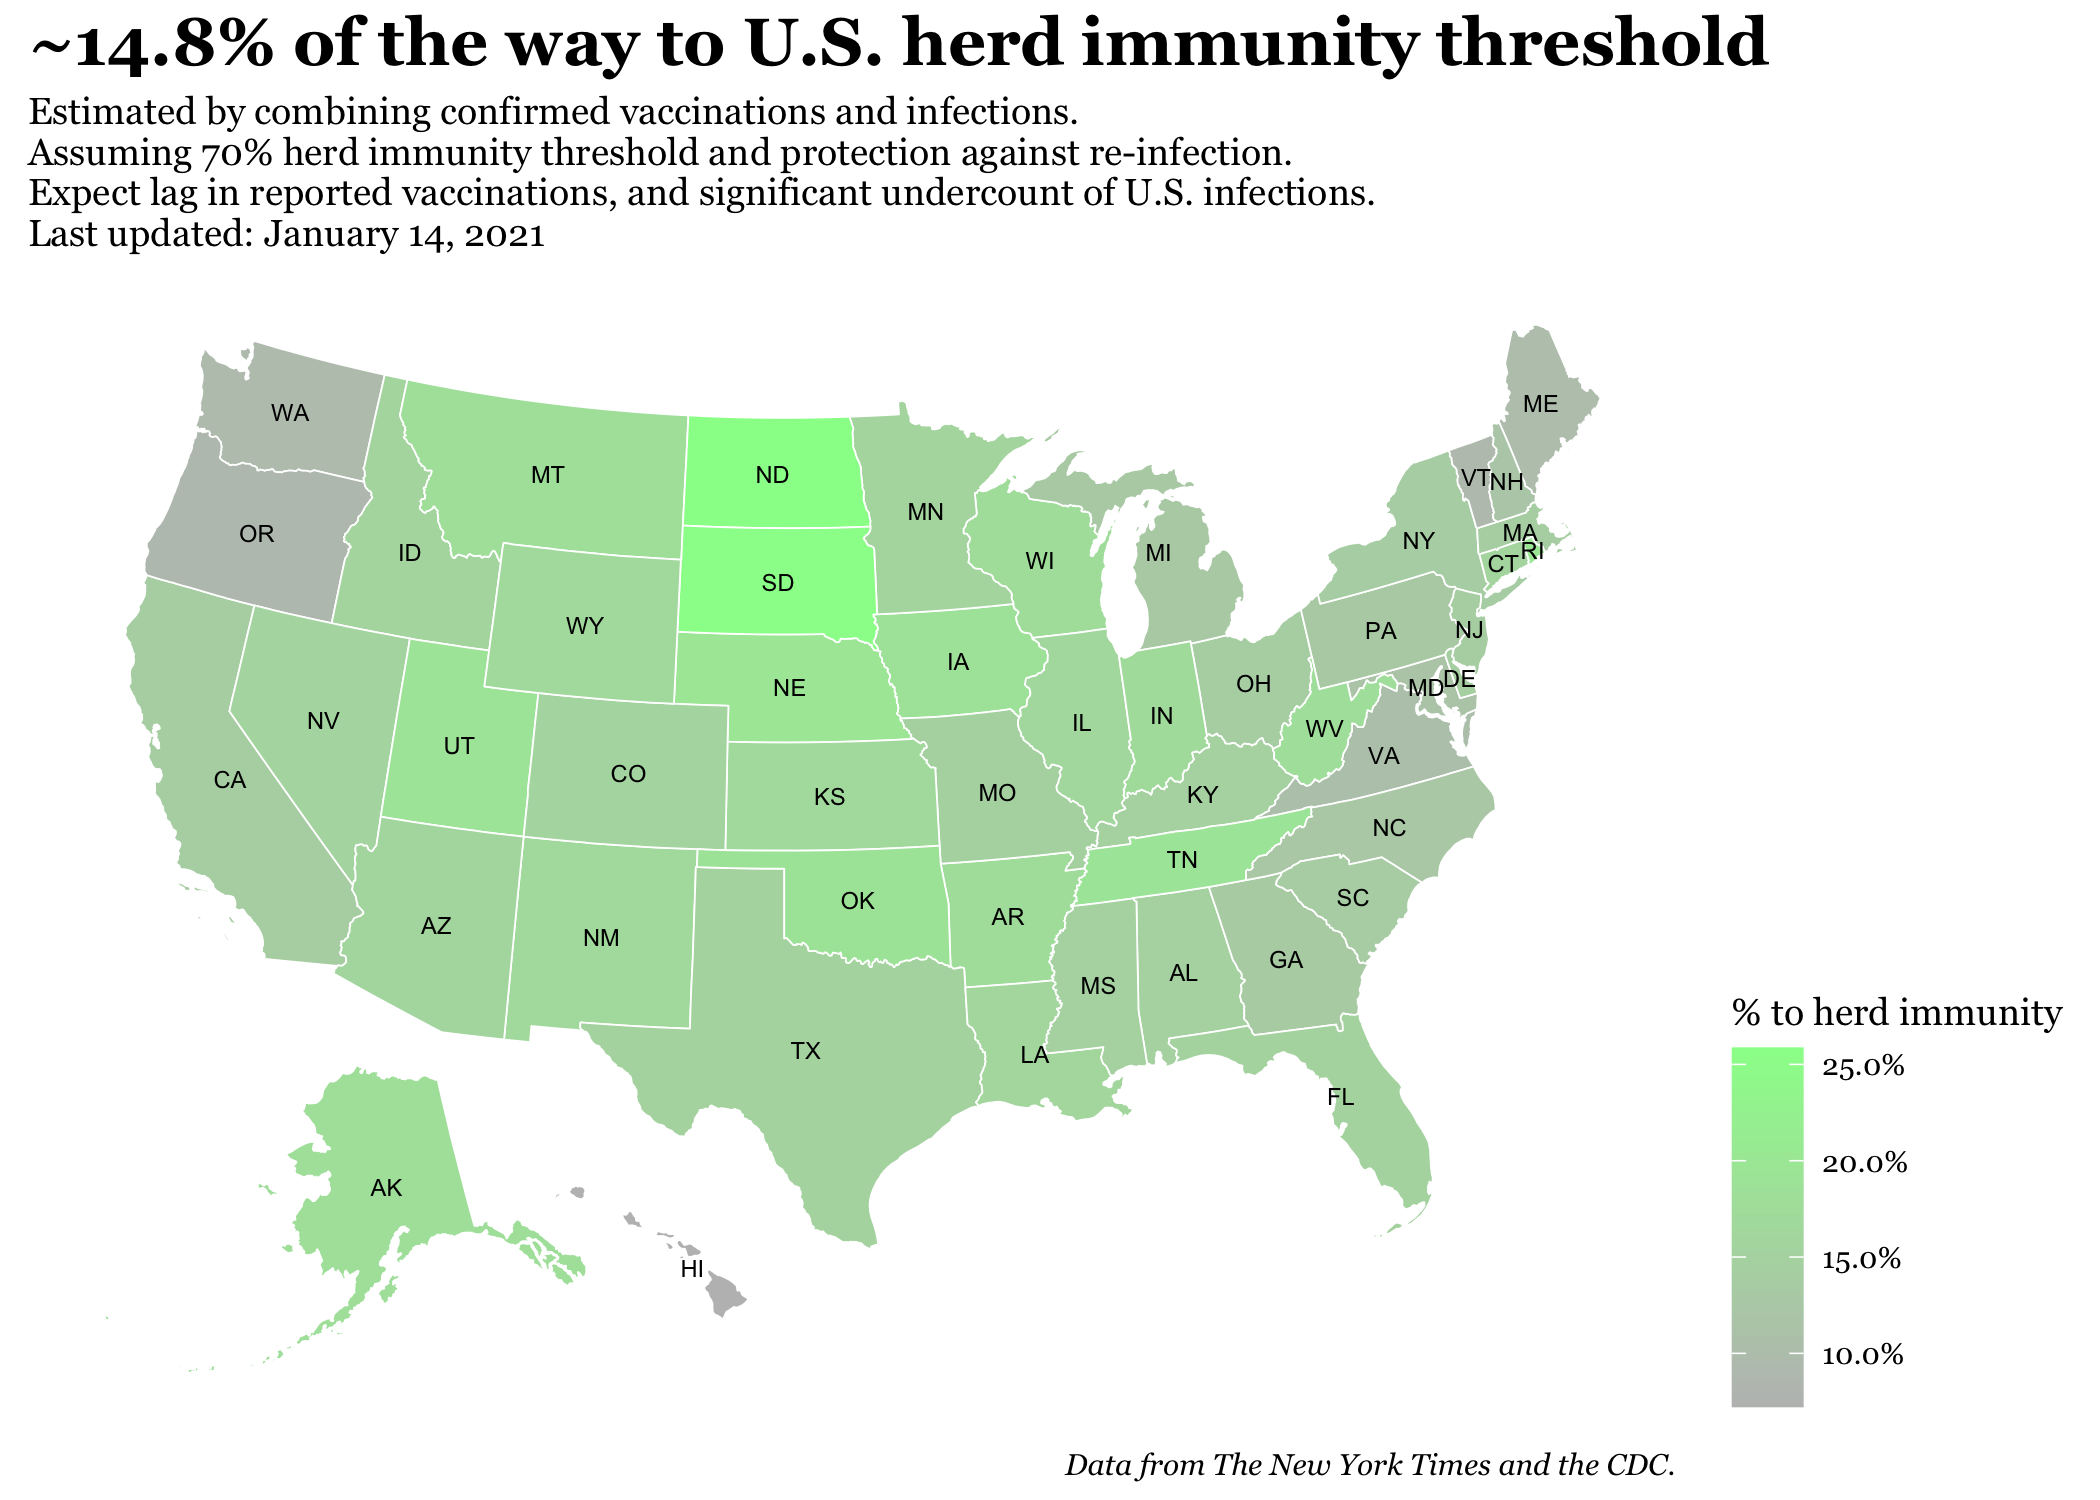 ~14.8% of the way to U.S. herd immunity threshold
Estimated by combining confirmed vaccinations and infections.
Assuming 70% herd immunity threshold and protection against re-infection.
Expect lag in reported vaccinations, and significant undercount of U.S. infections.
Last updated: January 14, 2021
WA
ME
MT
ND
VT
NH
OR
MN
ID
SD
WI
MI
NY
MA
RI
CT
WY
IA
PA
NJ
NE
OH
MD
DE
NV
UT
IL
IN
WV
CA
CO
KS
MO
KY
VA
NC
TN
AZ
NM
OK
AR
SC
MS
AL
GA
TX
LA
FL
AK
HI
% to herd immunity
25.0%
20.0%
15.0%
10.0%
Data from The New York Times and the CDC.